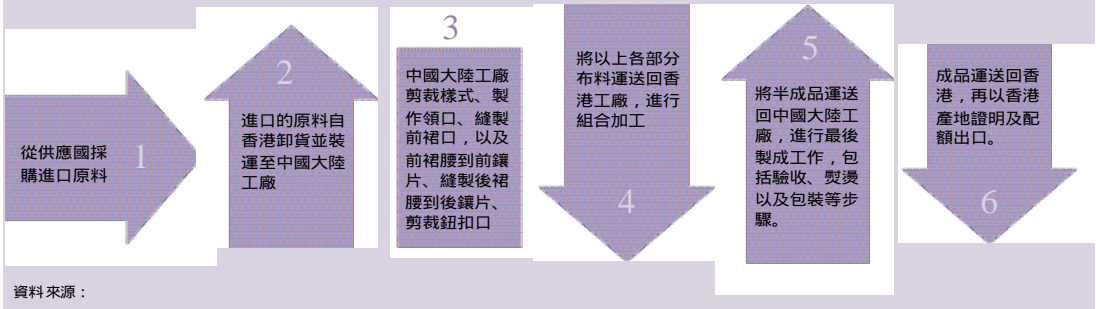 1
從供應國採
購進口原料
2
進口的原料自
香港卸貨並裝
運至中國大陸
工廠
3
中國大陸工廠
剪裁樣式、製
作領口、縫製
前裙口，以及
前裙腰到前鑲
片、縫製後裙
腰到後鑲片、
剪裁鈕扣口
將以上各部分
布料運送回香
港工廠，進行
組合加工
4
5
將半成品運送
回中國大陸工
廠，進行最後
製成工作，包
括驗收、熨燙
以及包裝等步
驟。
成品運送回香
港，再以香港
產地證明及配
額出口。
6
資料來源：